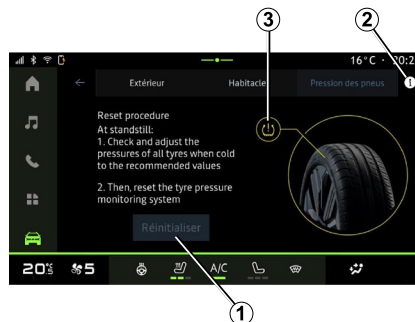 3
2
16°C · 20:2
Extérieur
Habitacle
Pression des pneus
Reset procedure
At standstill:
1. Check and adjust the
pressures of all tyres when cold
to the recommended values
2. Then, reset the tyre pressure
monitoring system
Réinitialiser
20°5
5
A/C
1